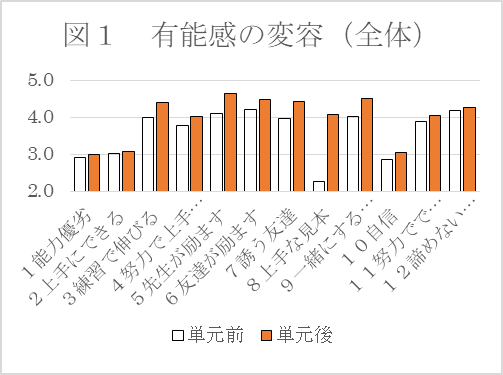 図１　有能感の変容（全体）
5.0
4.0
3.0
2.0
１能力優劣
２上手にできる
３練習で伸びる
４努力で上手…
５先生が励ます
６友達が励ます
７誘う友達
８上手な見本
９一緒にする…
１０自信
１１努力でで…
１２諦めない…
単元前 単元後